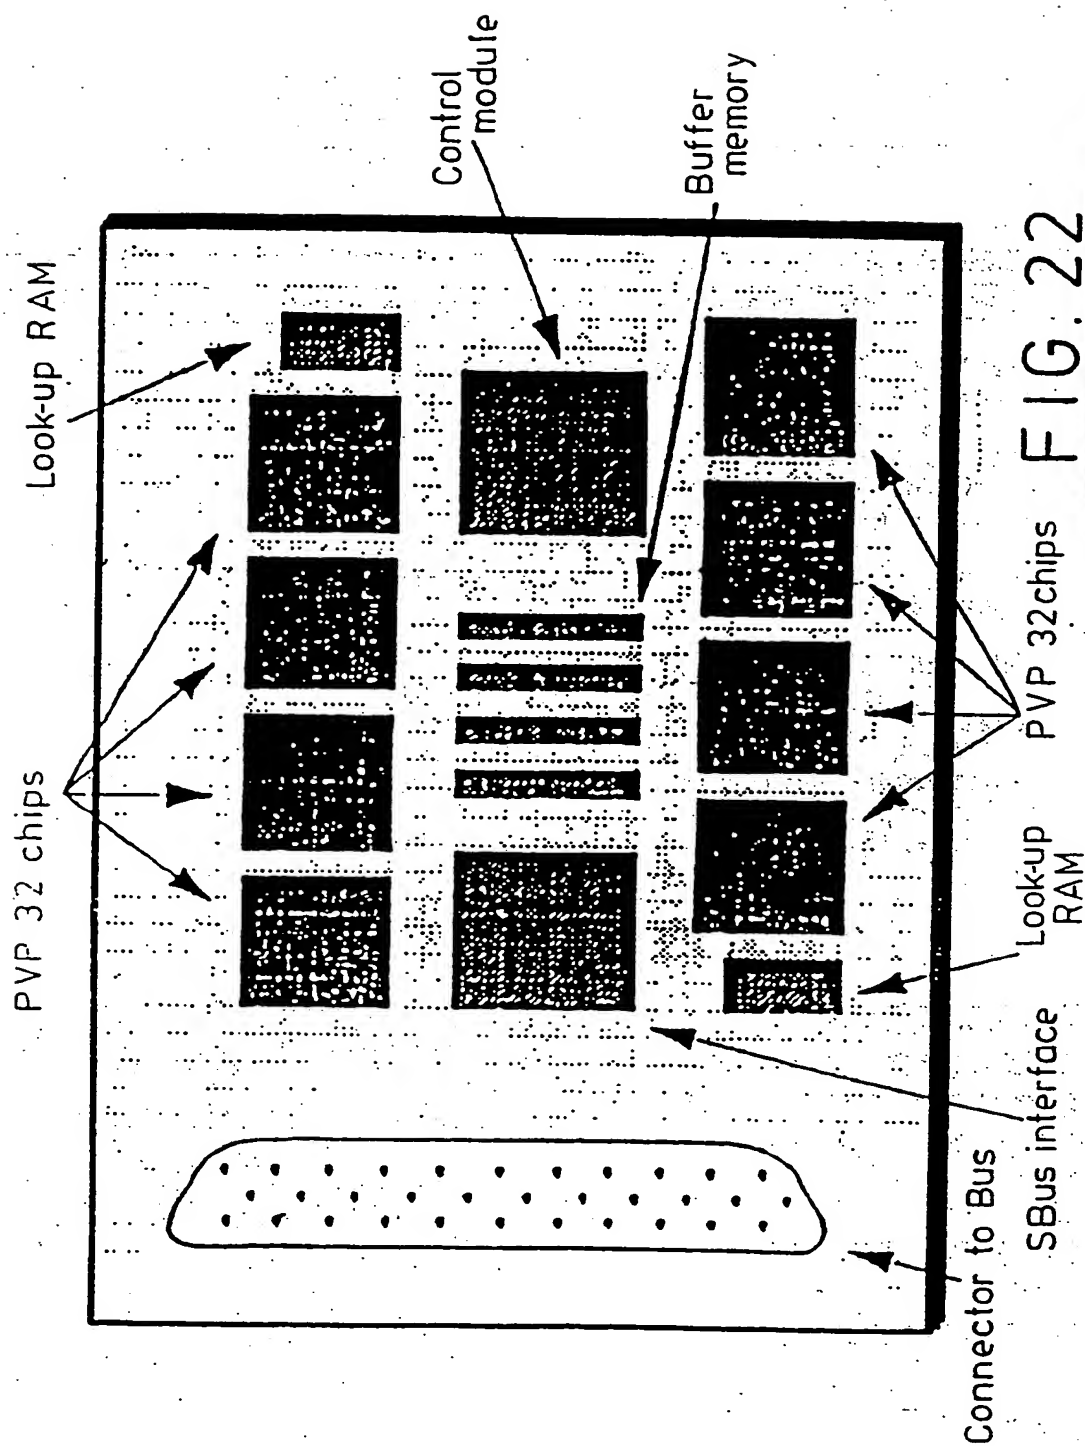 PVP 32 chips
Look-up RAM
Control
module
Buffer
memory
Connector to Bus
SBus interface
Look-up
RAM
PVP 32chips
FIG. 22